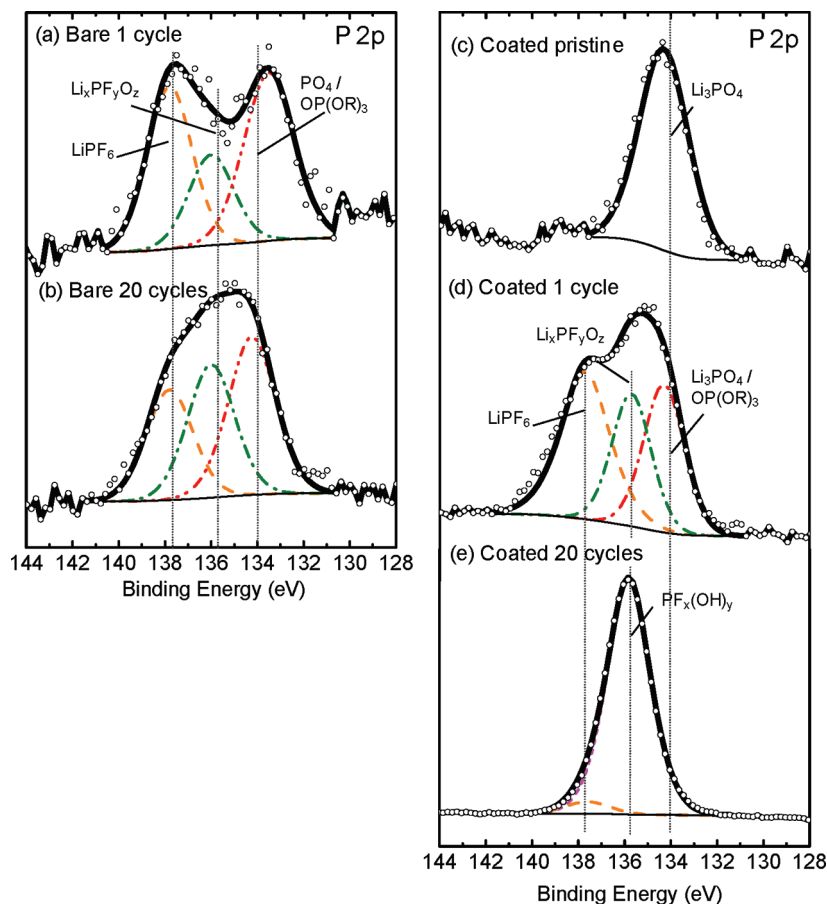 (a) Bare 1 cycle
P 2p
LiₓPFᵧO𝓏
PO₄ /
OP(OR)₃
LiPF₆
(b) Bare 20 cycles
144 142 140 138 136 134 132 130 128
Binding Energy (eV)
(c) Coated pristine
P 2p
Li₃PO₄
(d) Coated 1 cycle
LiₓPFᵧO𝓏
Li₃PO₄ /
OP(OR)₃
LiPF₆
(e) Coated 20 cycles
PFₓ(OH)ᵧ
144 142 140 138 136 134 132 130 128
Binding Energy (eV)